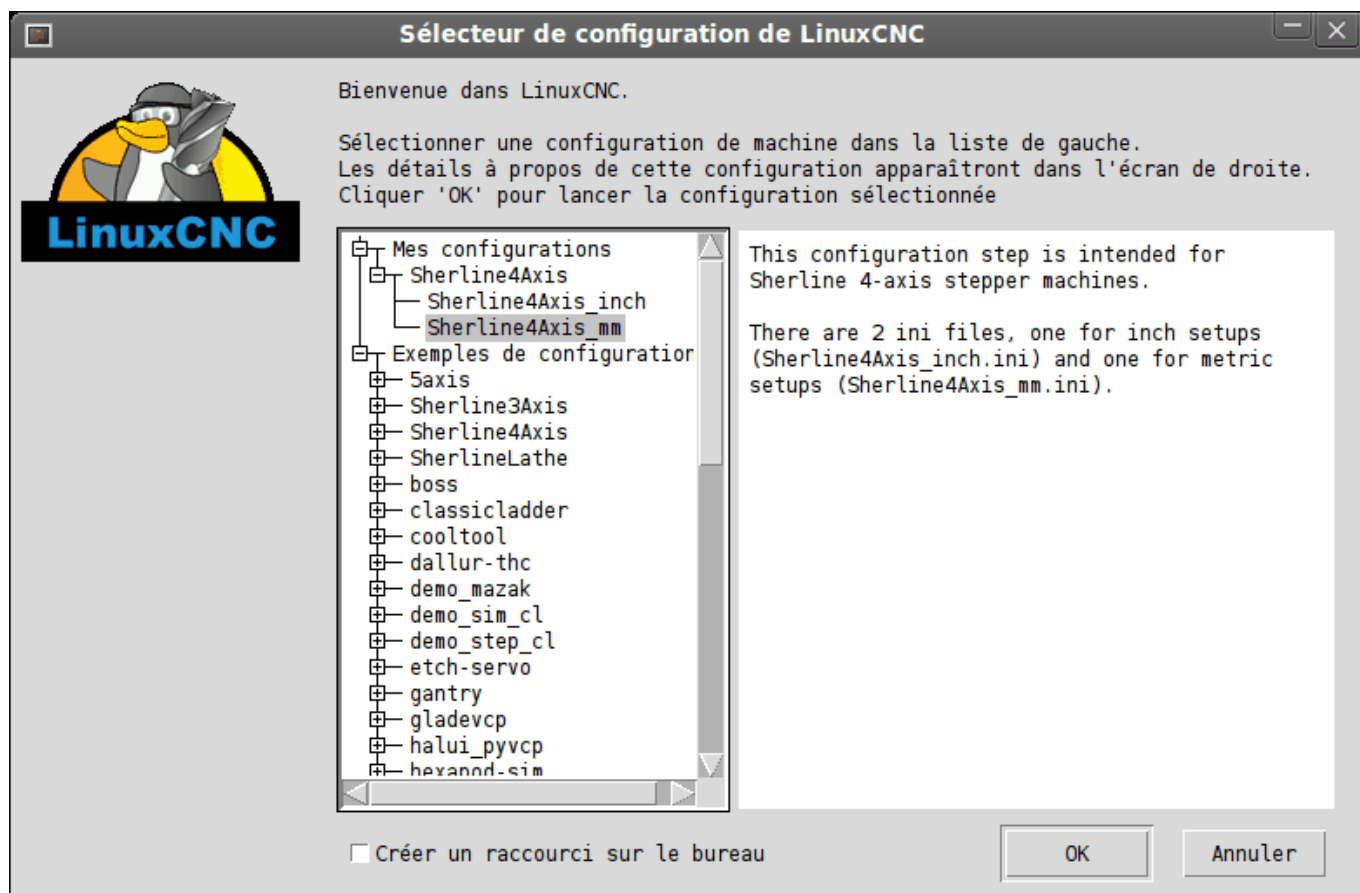 Sélecteur de configuration de LinuxCNC
LinuxCNC
Bienvenue dans LinuxCNC.
Sélectionner une configuration de machine dans la liste de gauche.
Les détails à propos de cette configuration apparaîtront dans l'écran de droite.
Cliquer 'OK' pour lancer la configuration sélectionnée
Mes configurations
Sherline4Axis
Sherline4Axis_inch
Sherline4Axis_mm
Exemples de configuration
5axis
Sherline3Axis
Sherline4Axis
SherlineLathe
boss
classicladder
cooltool
dallur-thc
demo_mazak
demo_sim_cl
demo_step_cl
etch-servo
gantry
gladevcp
halui_pyvcp
hexapod-sim
This configuration step is intended for
Sherline 4-axis stepper machines.
There are 2 ini files, one for inch setups
(Sherline4Axis_inch.ini) and one for metric
setups (Sherline4Axis_mm.ini).
Créer un raccourci sur le bureau
OK
Annuler